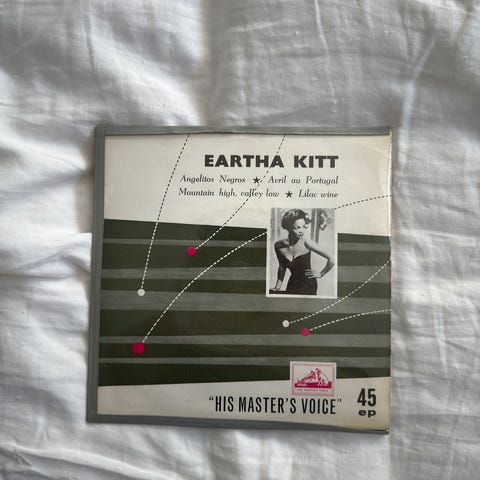 EARTHA KITT
Angelitos Negros ★ Avril au Portugal
Mountain high, valley low ★ Lilac wine
"HIS MASTER'S VOICE"
45
ep